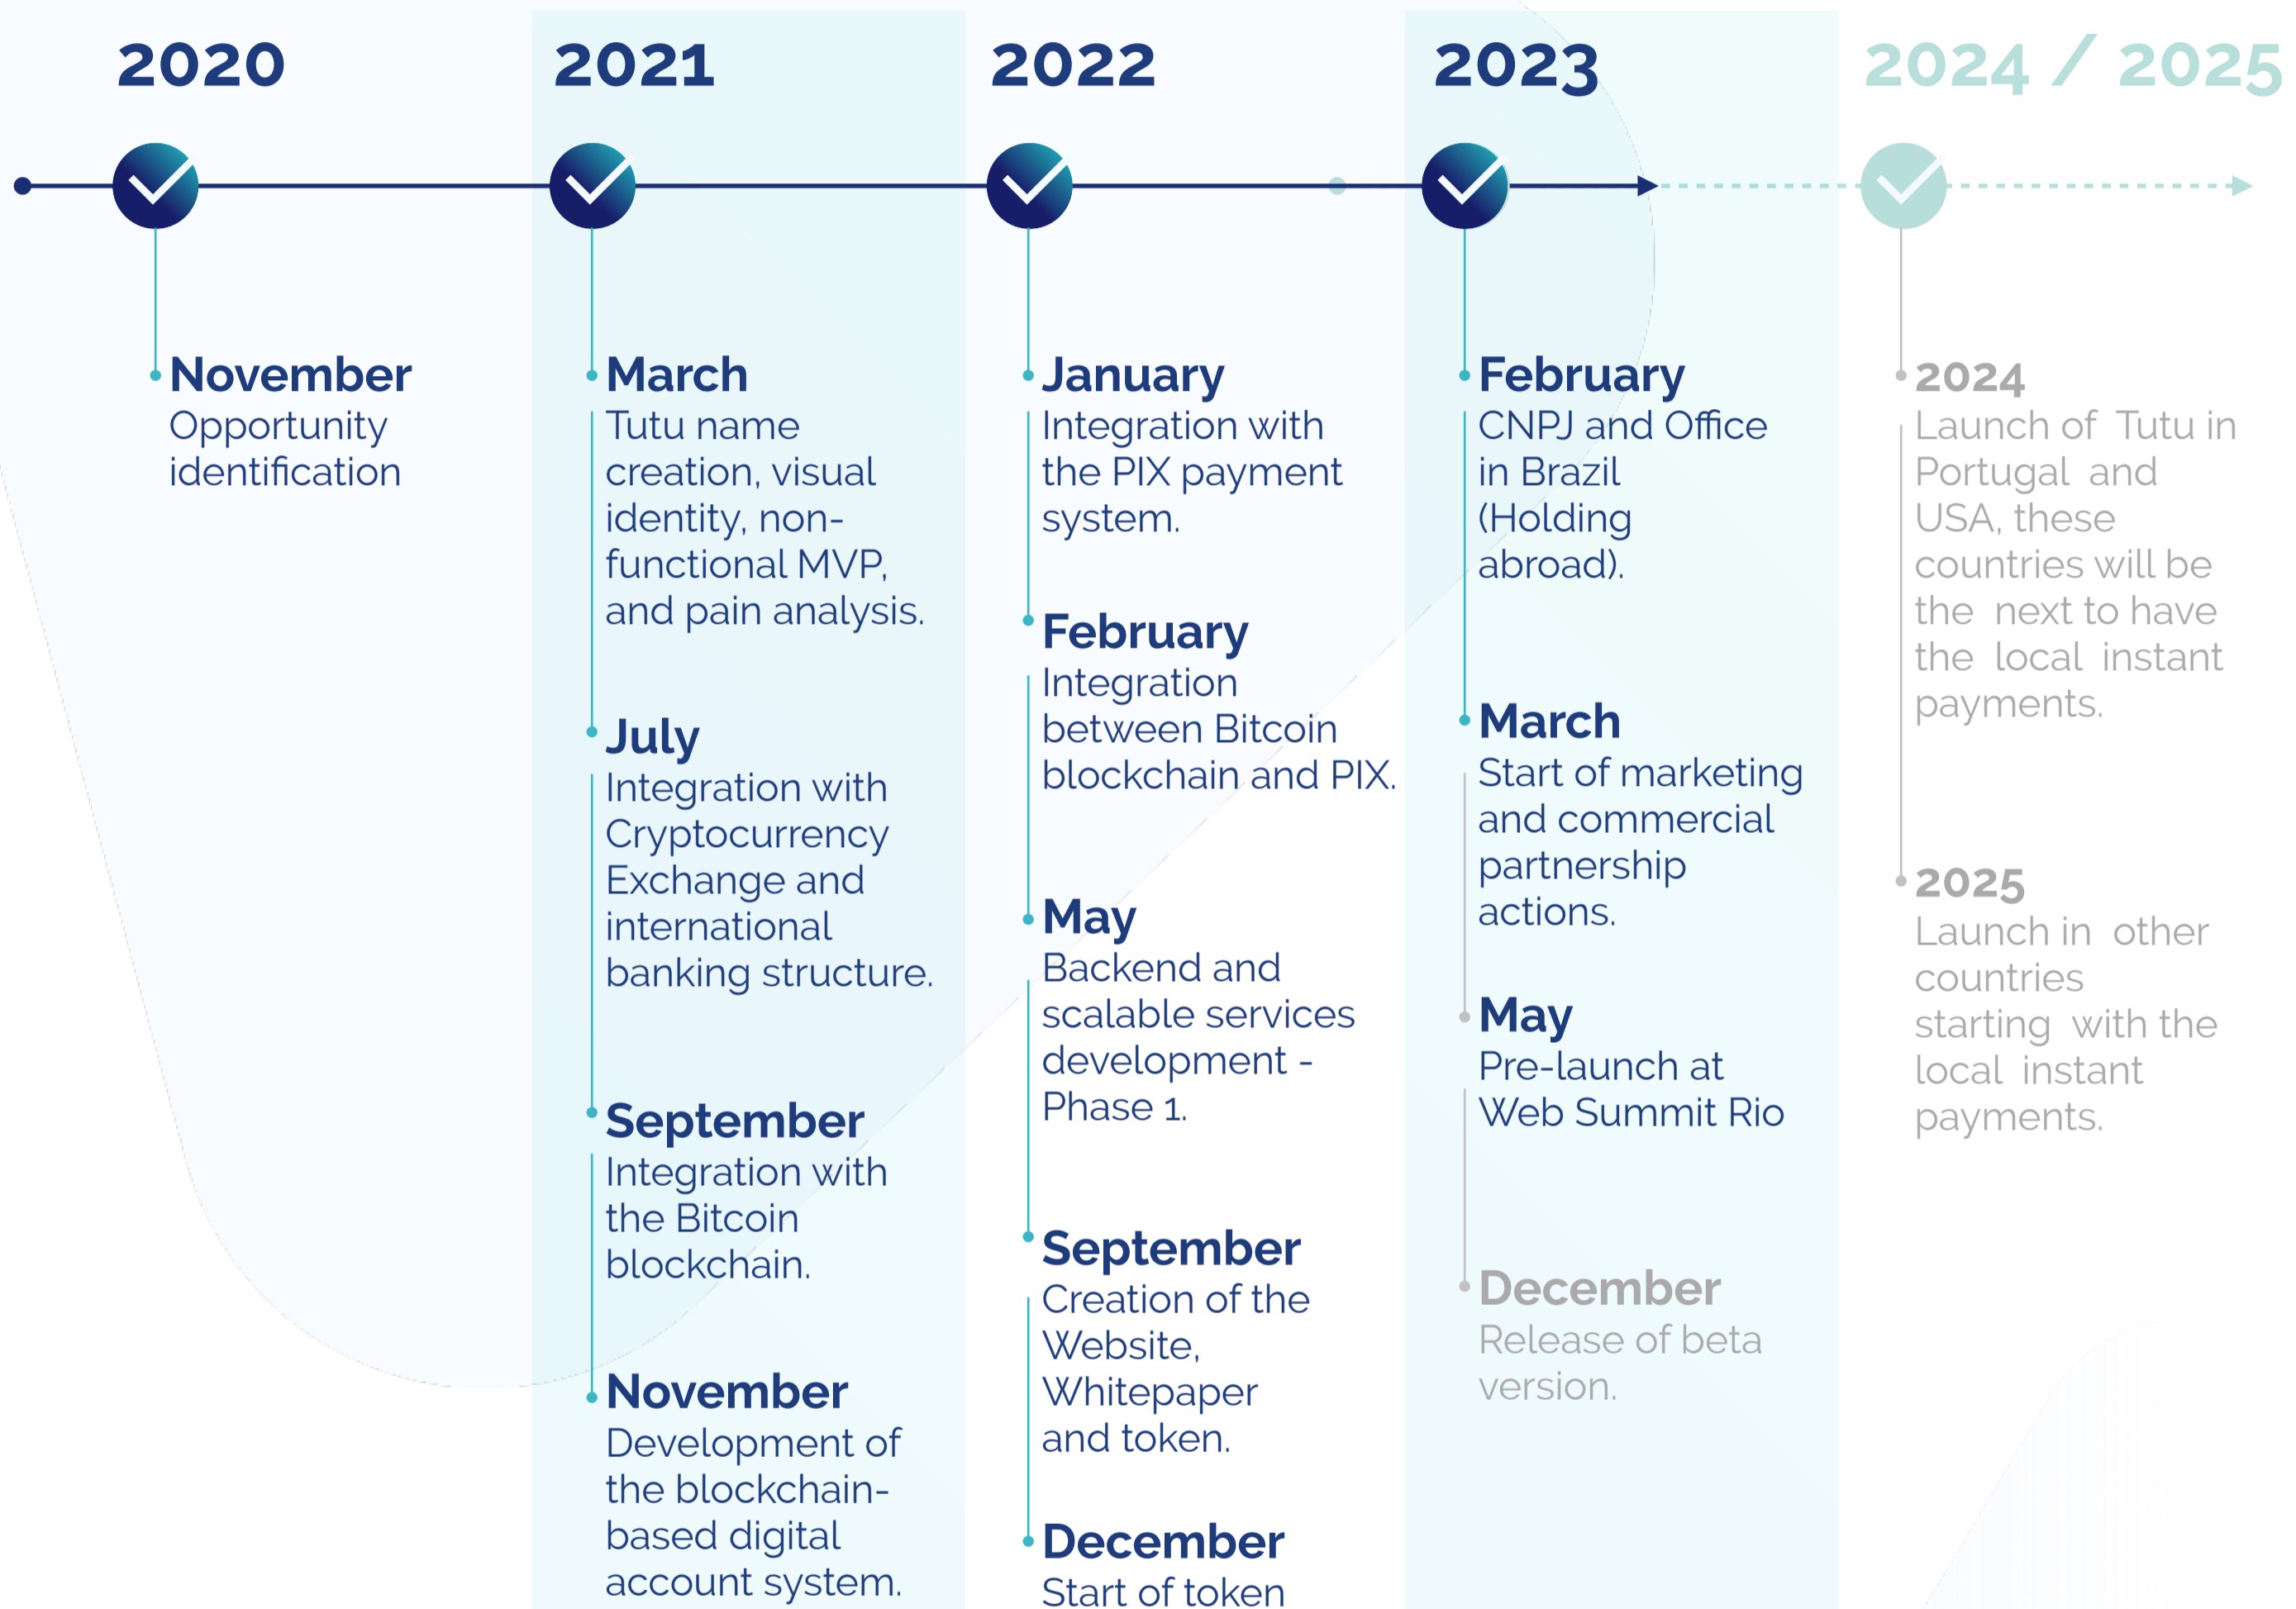 2020
2021
2022
2023
2024 / 2025
November
Opportunity
identification
March
Tutu name
creation, visual
identity, non-
functional MVP,
and pain analysis.
July
Integration with
Cryptocurrency
Exchange and
international
banking structure.
September
Integration with
the Bitcoin
blockchain.
November
Development of
the blockchain-
based digital
account system.
January
Integration with
the PIX payment
system.
February
Integration
between Bitcoin
blockchain and PIX.
May
Backend and
scalable services
development -
Phase 1.
September
Creation of the
Website,
Whitepaper
and token.
December
Start of token
February
CNPJ and Office
in Brazil
(Holding
abroad).
March
Start of marketing
and commercial
partnership
actions.
May
Pre-launch at
Web Summit Rio
December
Release of beta
version.
2024
Launch of Tutu in
Portugal and
USA, these
countries will be
the next to have
the local instant
payments.
2025
Launch in other
countries
starting with the
local instant
payments.